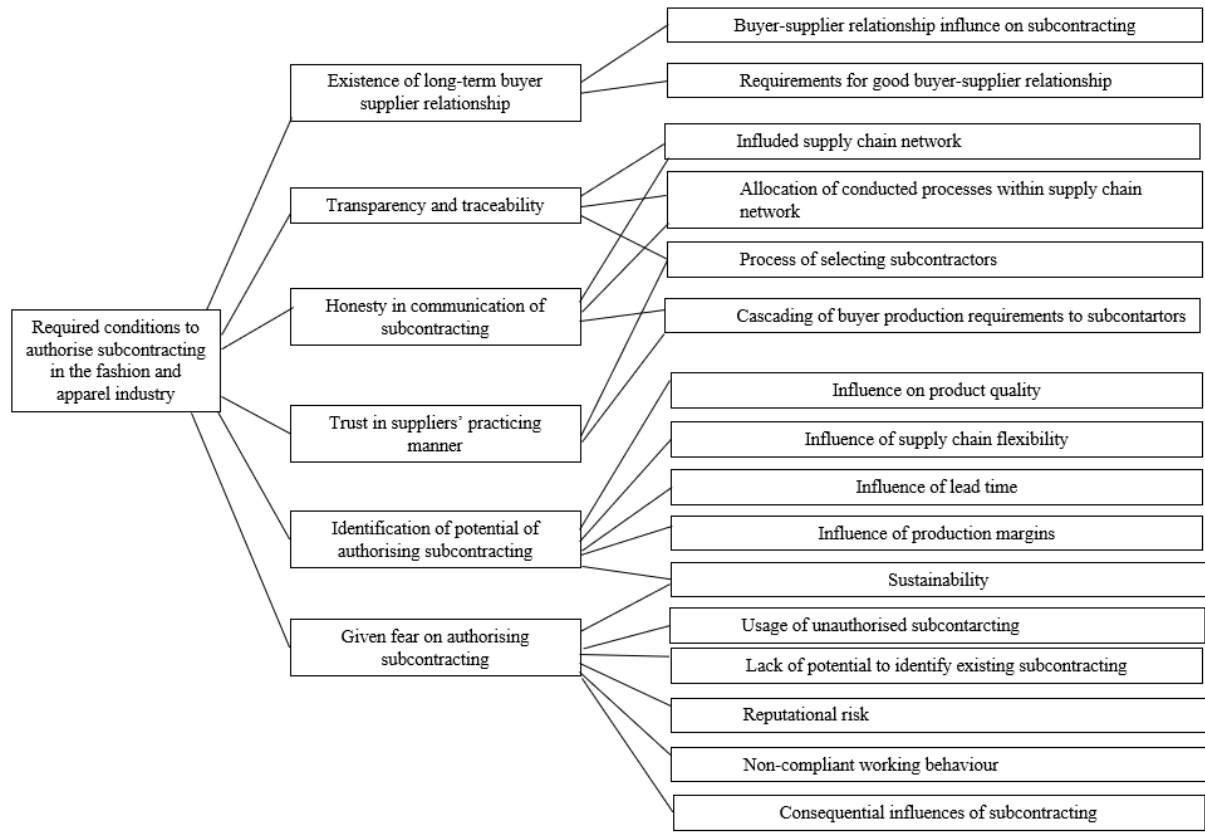 Required conditions to
authorise subcontracting
in the fashion and
apparel industry
Existence of long-term buyer
supplier relationship
Transparency and traceability
Honesty in communication of
subcontracting
Trust in suppliers’ practicing
manner
Identification of potential of
authorising subcontracting
Given fear on authorising
subcontracting
Buyer-supplier relationship influnce on subcontracting
Requirements for good buyer-supplier relationship
Influded supply chain network
Allocation of conducted processes within supply chain
network
Process of selecting subcontractors
Cascading of buyer production requirements to subcontartors
Influence on product quality
Influence of supply chain flexibility
Influence of lead time
Influence of production margins
Sustainability
Usage of unauthorised subcontarcting
Lack of potential to identify existing subcontracting
Reputational risk
Non-compliant working behaviour
Consequential influences of subcontracting